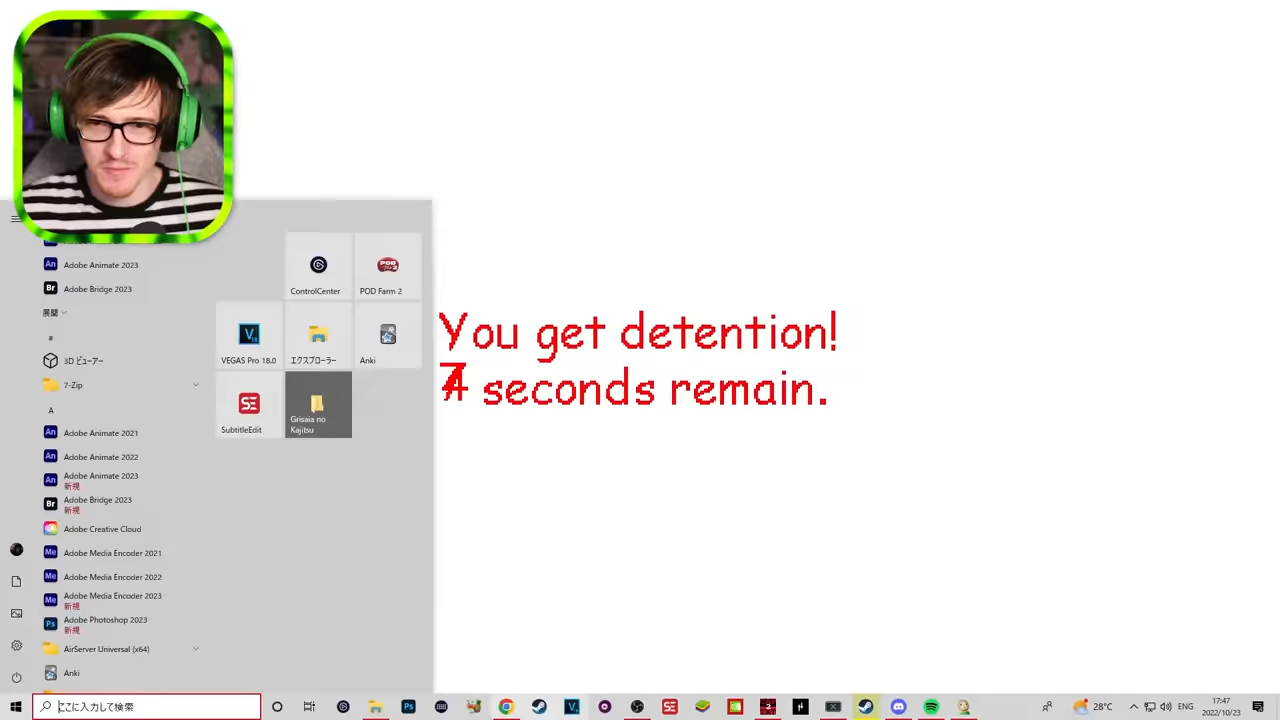 Adobe Animate 2023
Adobe Bridge 2023
展開
#
3D ビューアー
7-Zip
A
Adobe Animate 2021
Adobe Animate 2022
Adobe Animate 2023
新規
Adobe Bridge 2023
新規
Adobe Creative Cloud
Adobe Media Encoder 2021
Adobe Media Encoder 2022
Adobe Media Encoder 2023
新規
Adobe Photoshop 2023
新規
AirServer Universal (x64)
Anki
ControlCenter
POD Farm 2
VEGAS Pro 18.0
エクスプローラー
Anki
SubtitleEdit
Grisaia no
Kajitsu
You get detention!
seconds remain.
ここに入力して検索
28°C
ENG
17:47
2022/10/23